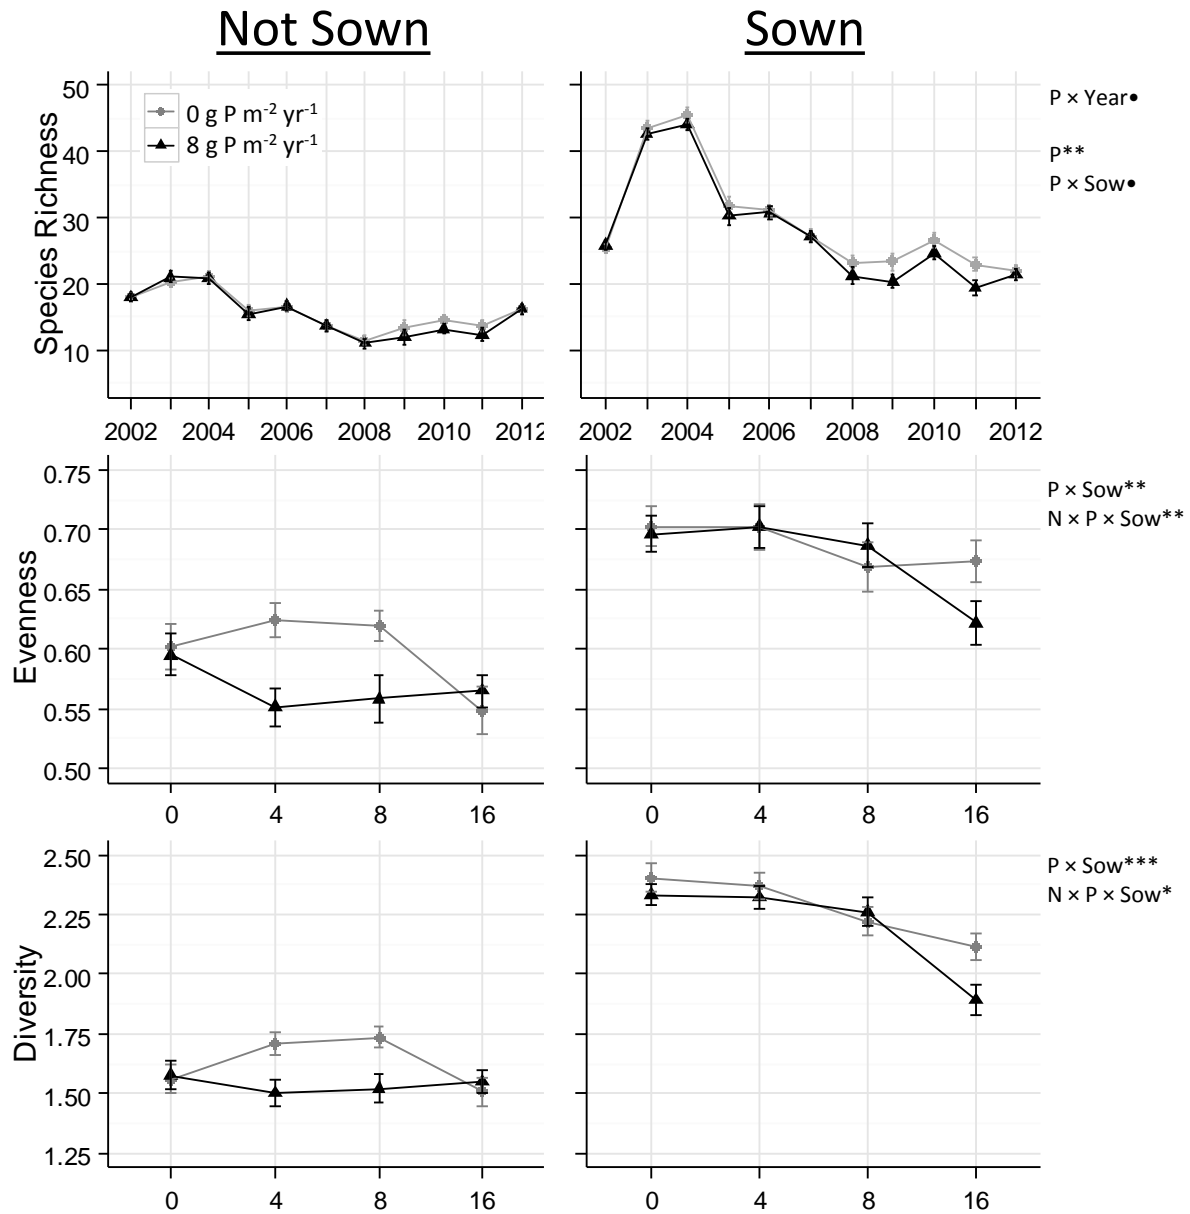 Not Sown
Sown
Species Richness
50
40
30
20
10
0 g P m-2 yr-1
8 g P m-2 yr-1
P × Year•
P**
P × Sow•
2002 2004 2006 2008 2010 2012
2002 2004 2006 2008 2010 2012
Evenness
0.75
0.70
0.65
0.60
0.55
0.50
P × Sow**
N × P × Sow**
0 4 8 16
0 4 8 16
Diversity
2.50
2.25
2.00
1.75
1.50
1.25
P × Sow***
N × P × Sow*
0 4 8 16
0 4 8 16